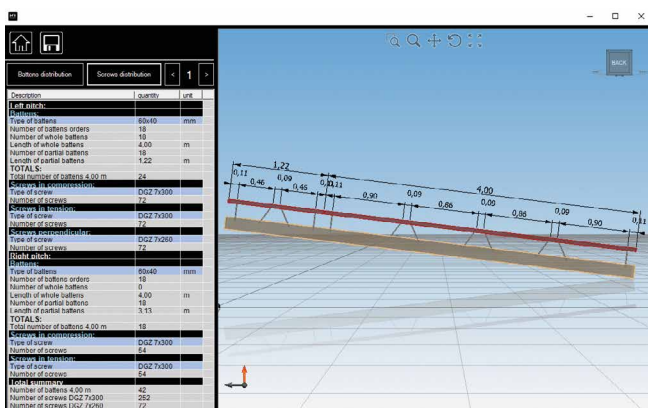 Battens distribution
Screws distribution
< 1 >
Description quantity unit
Left pitch:
Battens:
Type of battens 60x40 mm
Number of battens orders 18
Number of whole battens 18
Length of whole battens 4,00 m
Number of partial battens 18
Length of partial battens 1,22 m
TOTALS:
Total number of battens 4.00 m 24
Screws in compression:
Type of screw DGZ 7x300
Number of screws 72
Screws in tension:
Type of screw DGZ 7x300
Number of screws 72
Screws perpendicular:
Type of screw DGZ 7x260
Number of screws 72
Right pitch:
Battens:
Type of battens 60x40 mm
Number of battens orders 18
Number of whole battens 0
Length of whole battens 4,00 m
Number of partial battens 18
Length of partial battens 3,13 m
TOTALS:
Total number of battens 4.00 m 18
Screws in compression:
Type of screw DGZ 7x300
Number of screws 54
Screws in tension:
Type of screw DGZ 7x300
Number of screws 54
Total summary
Number of battens 4.00 m 42
Number of screws DGZ 7x300 252
Number of screws DGZ 7x260 72
BACK
1,22
4,00
0,11
0,46
0,09
0,46
0,11
0,90
0,09
0,86
0,09
0,86
0,09
0,90
0,11